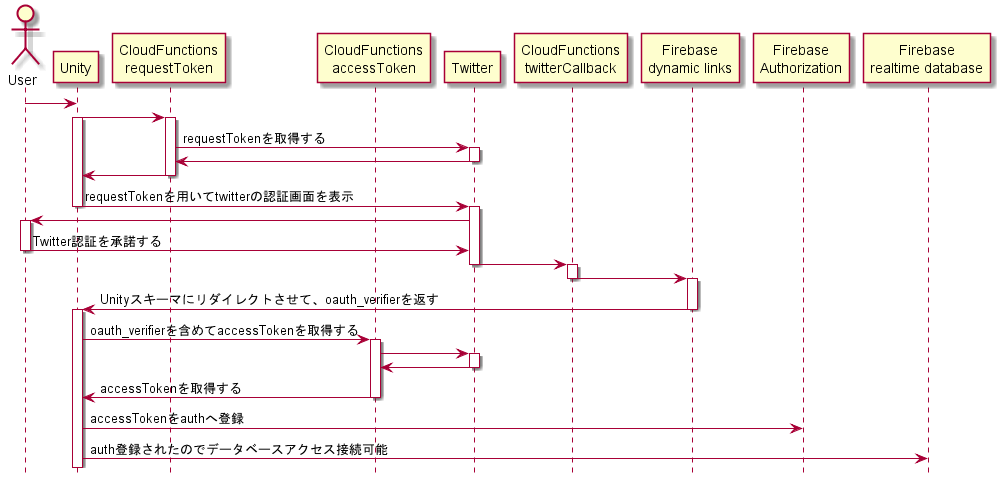 User
Unity
CloudFunctions
requestToken
CloudFunctions
accessToken
Twitter
CloudFunctions
twitterCallback
Firebase
dynamic links
Firebase
Authorization
Firebase
realtime database
requestTokenを取得する
requestTokenを用いてtwitterの認証画面を表示
Twitter認証を承諾する
Unityスキーマにリダイレクトさせて、oauth_verifierを返す
oauth_verifierを含めてaccessTokenを取得する
accessTokenを取得する
accessTokenをauthへ登録
auth登録されたのでデータベースアクセス接続可能